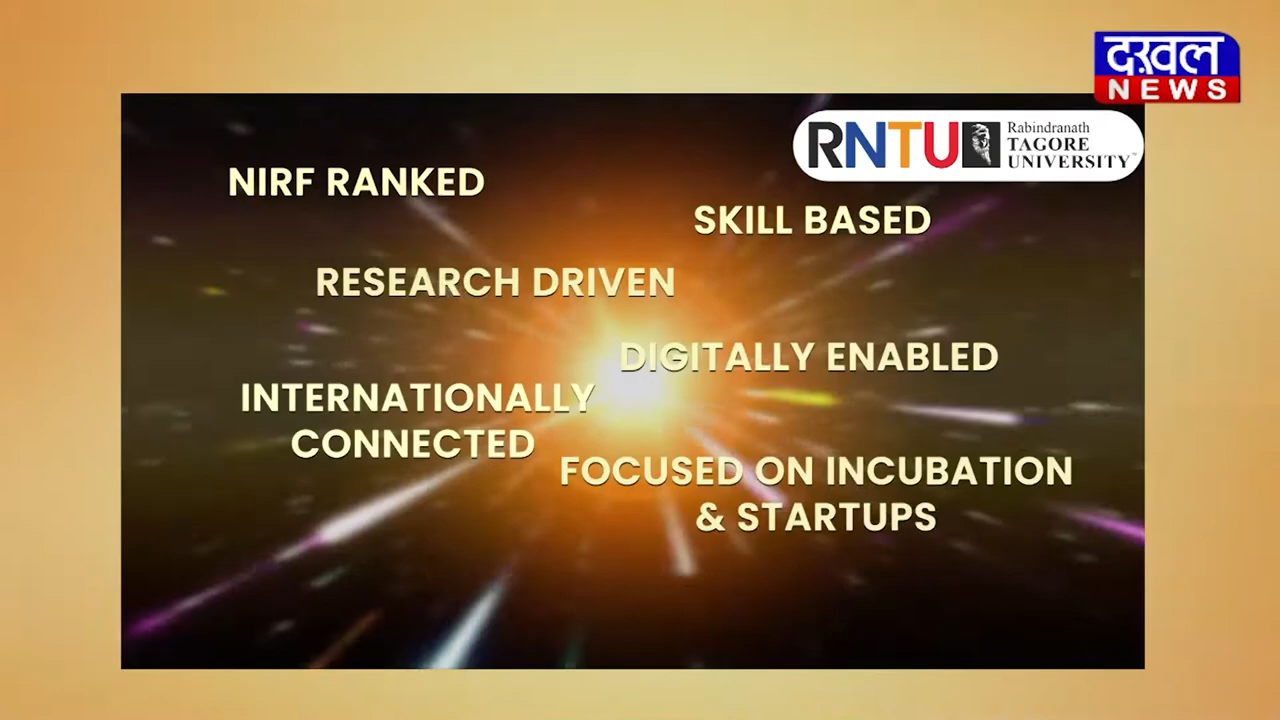 दख़ल
NEWS
RNTU
Rabindranath
TAGORE
UNIVERSITY™
NIRF RANKED
SKILL BASED
RESEARCH DRIVEN
DIGITALLY ENABLED
INTERNATIONALLY
CONNECTED
FOCUSED ON INCUBATION
& STARTUPS